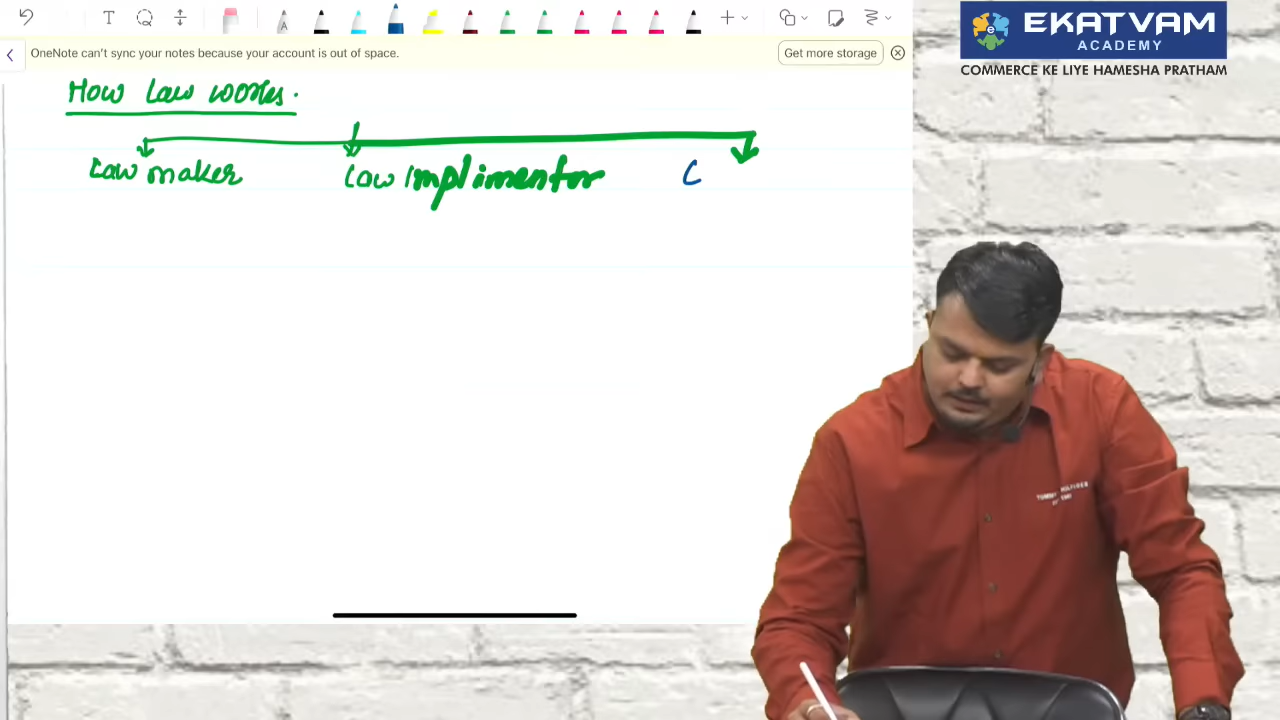 EKATVAM
ACADEMY
COMMERCE KE LIYE HAMESHA PRATHAM
OneNote can't sync your notes because your account is out of space.
Get more storage
How Law works.
Law maker
Law Implimentor
C